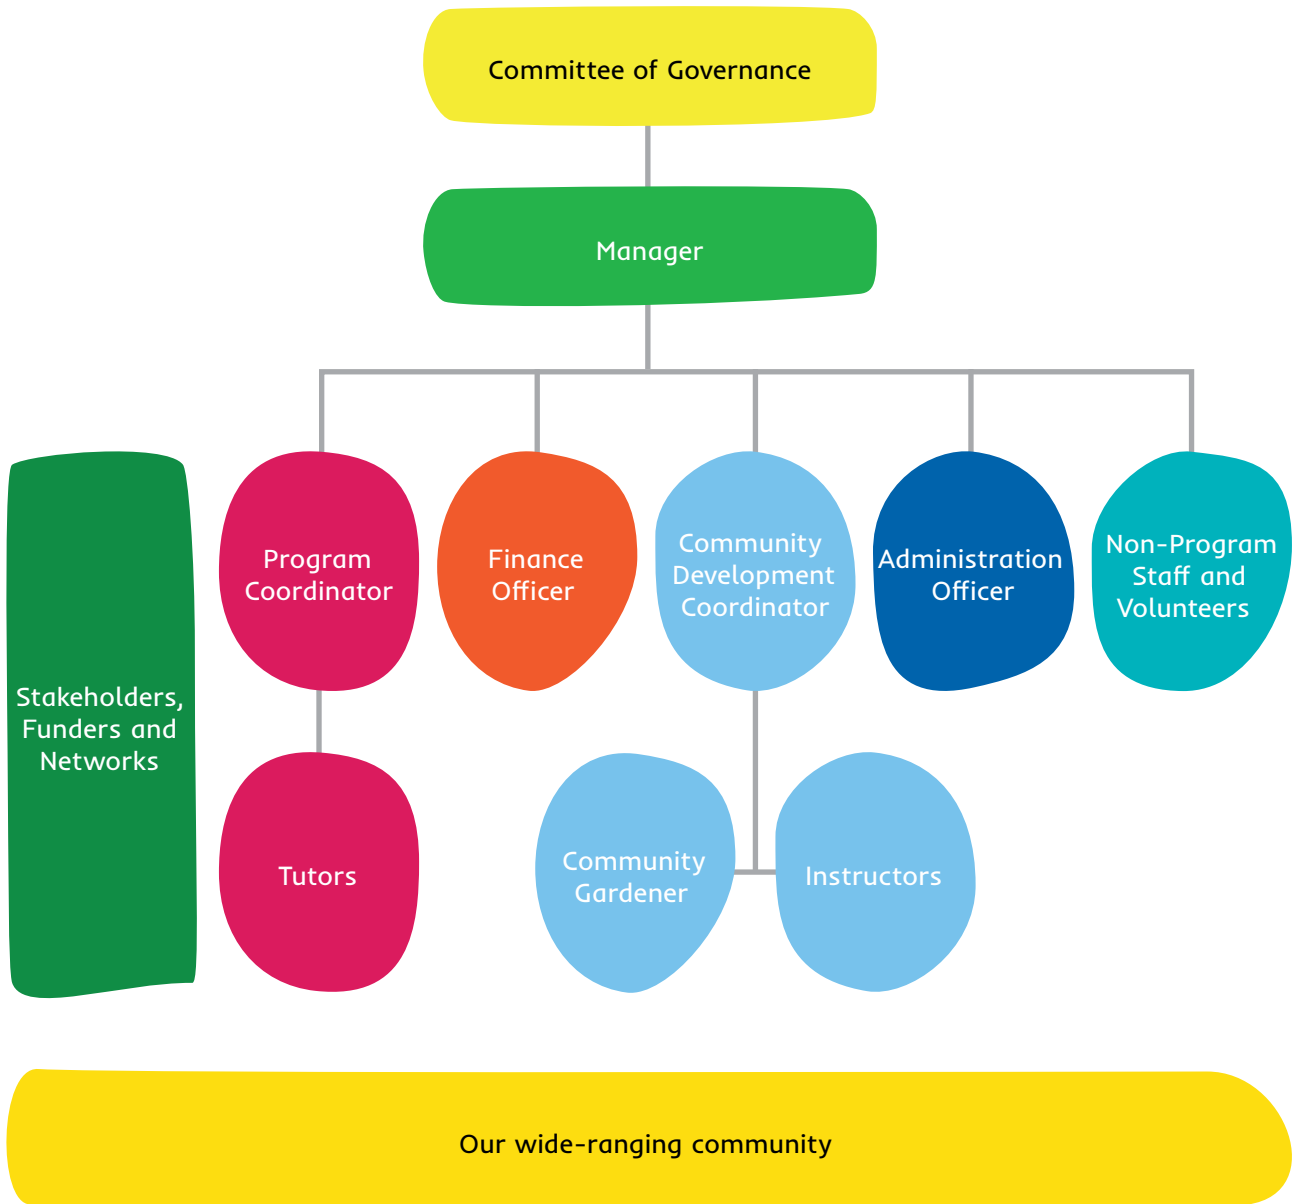 Committee of Governance
Manager
Program
Coordinator
Finance
Officer
Community
Development
Coordinator
Administration
Officer
Non-Program
Staff and
Volunteers
Stakeholders,
Funders and
Networks
Tutors
Community
Gardener
Instructors
Our wide-ranging community